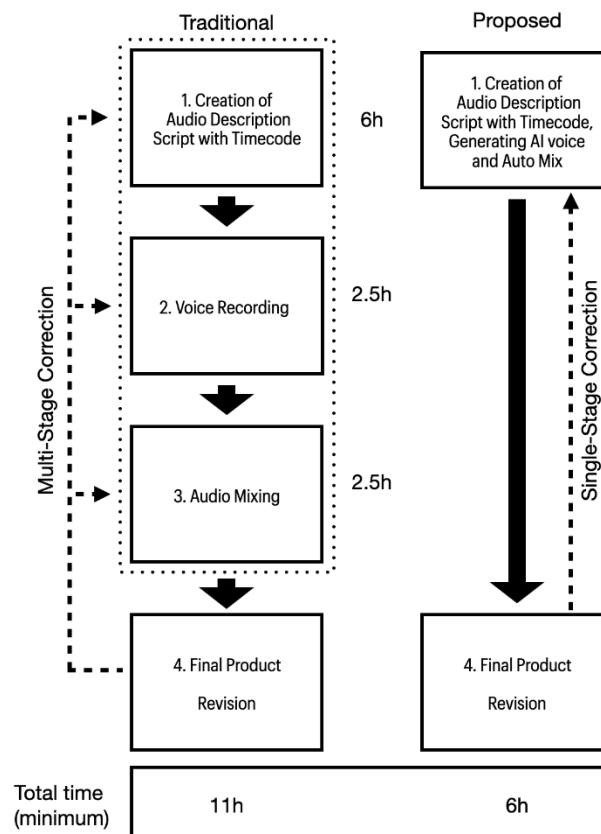 Traditional
Proposed
1. Creation of
Audio Description
Script with Timecode
6h
1. Creation of
Audio Description
Script with Timecode,
Generating AI voice
and Auto Mix
2. Voice Recording
2.5h
3. Audio Mixing
2.5h
Multi-Stage Correction
Single-Stage Correction
4. Final Product
Revision
4. Final Product
Revision
Total time
(minimum)
11h
6h